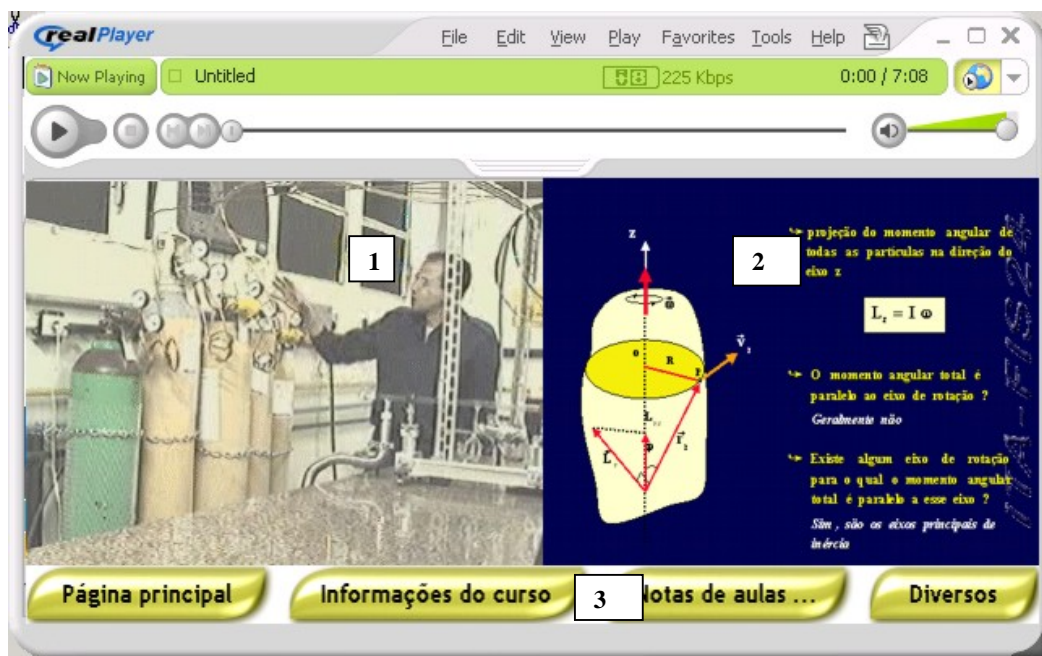 realPlayer
File Edit View Play Favorites Tools Help
Now Playing Untitled 225 Kbps 0:00 / 7:08
1
2
projeção do momento angular de
todas as partículas na direção do
eixo z
L_z = I ω
O momento angular total é
paralelo ao eixo de rotação ?
Geralmente não
Existe algum eixo de rotação
para o qual o momento angular
total é paralelo a esse eixo ?
Sim, são os eixos principais de
inércia
z
ω
o
R
P
Página principal
Informações do curso
3
Notas de aulas ...
Diversos